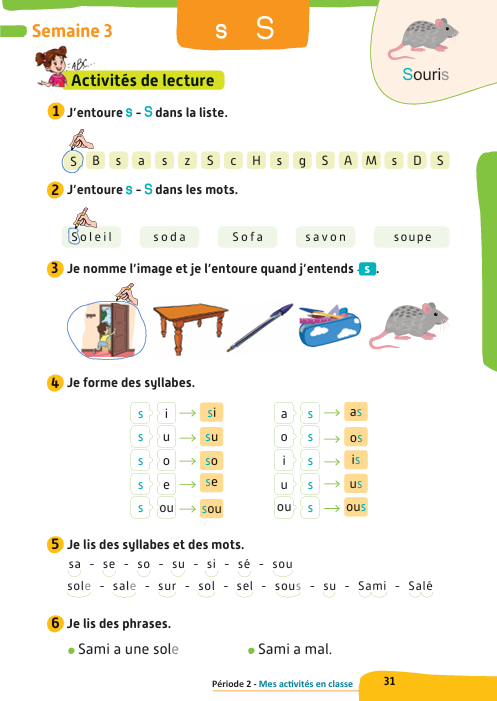 Semaine 3
s S
Souris
ABC...
Activités de lecture
1 J'entoure s - S dans la liste.
S B s a s z S c H s g S A M s D S
2 J'entoure s - S dans les mots.
Soleil soda Sofa savon soupe
3 Je nomme l'image et je l'entoure quand j'entends s.
4 Je forme des syllabes.
s i → si a s → as
s u → su o s → os
s o → so i s → is
s e → se u s → us
s ou → sou ou s → ous
5 Je lis des syllabes et des mots.
sa - se - so - su - si - sé - sou
sole - sale - sur - sol - sel - sous - su - Sami - Salé
6 Je lis des phrases.
• Sami a une sole • Sami a mal.
Période 2 - Mes activités en classe 31